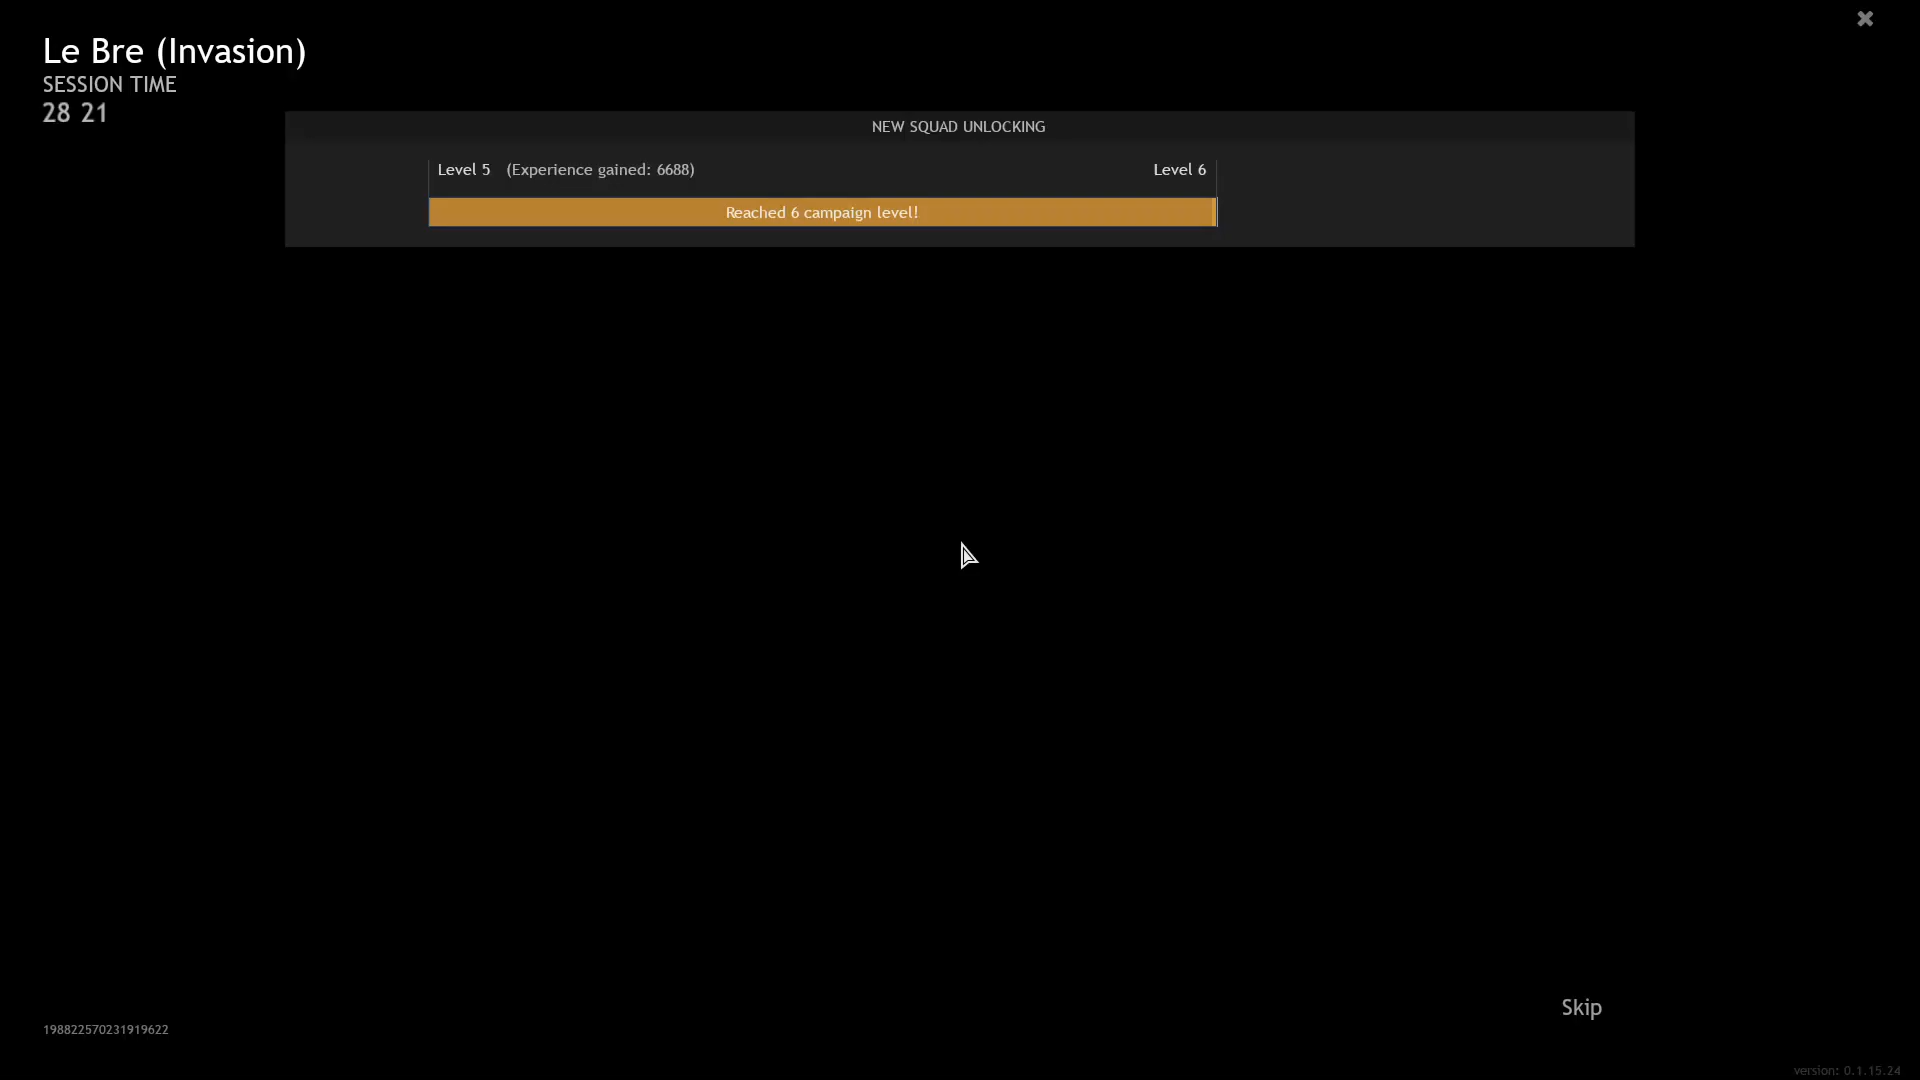 Le Bre (Invasion)
SESSION TIME
28 21
NEW SQUAD UNLOCKING
Level 5 (Experience gained: 6688) Level 6
Reached 6 campaign level!
Skip
198822570231919622
version: 0.1.15.24